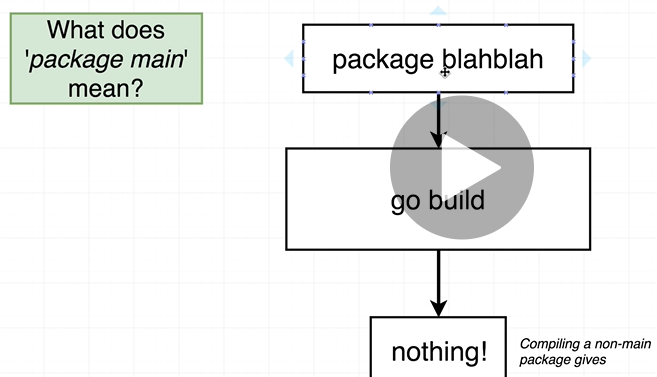 What does
'package main'
mean?
package blahblah
go build
nothing!
Compiling a non-main
package gives